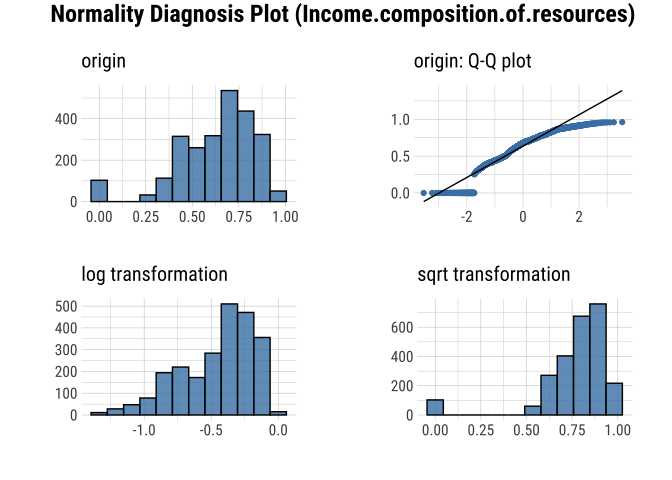 Normality Diagnosis Plot (Income.composition.of.resources)
origin
origin: Q-Q plot
400
200
0
0.00 0.25 0.50 0.75 1.00
1.0
0.5
0.0
-2 0 2
log transformation
sqrt transformation
500
400
300
200
100
0
-1.0 -0.5 0.0
600
400
200
0
0.00 0.25 0.50 0.75 1.00